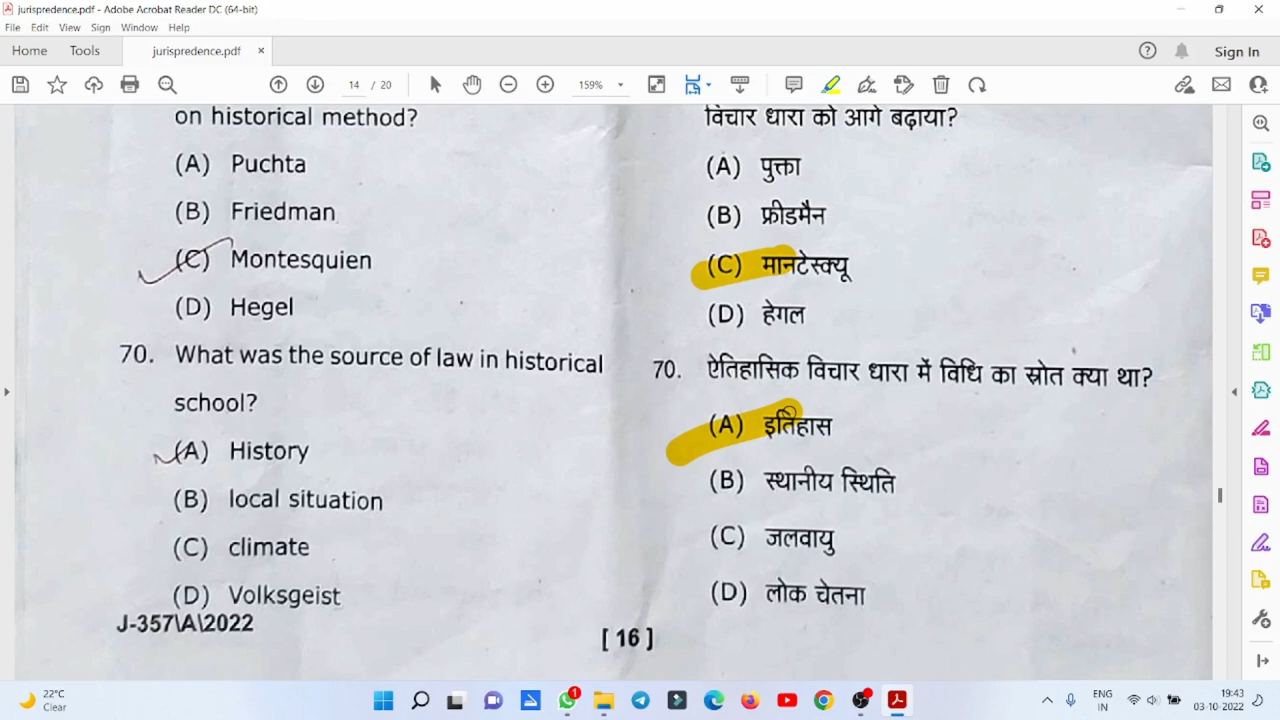 jurispredence.pdf - Adobe Acrobat Reader DC (64-bit)
File Edit View Sign Window Help
Home Tools jurispredence.pdf × Sign In
14 / 20 159%
on historical method?
(A) Puchta
(B) Friedman
(C) Montesquien
(D) Hegel
70. What was the source of law in historical
school?
(A) History
(B) local situation
(C) climate
(D) Volksgeist
J-357\A\2022
विचार धारा को आगे बढ़ाया?
(A) पुक्ता
(B) फ्रीडमैन
(C) मानटेस्क्यू
(D) हेगल
70. ऐतिहासिक विचार धारा में विधि का स्रोत क्या था?
(A) इतिहास
(B) स्थानीय स्थिति
(C) जलवायु
(D) लोक चेतना
[ 16 ]
22°C
Clear
1
ENG
IN
19:43
03-10-2022